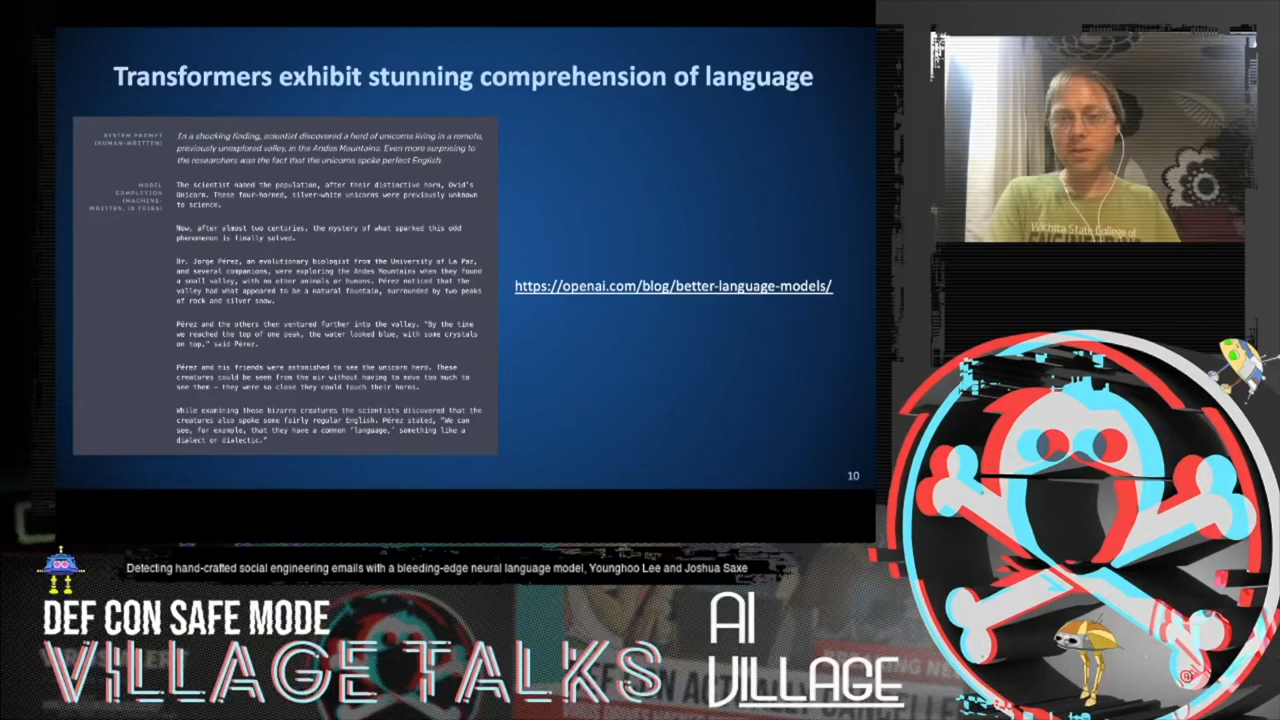 Transformers exhibit stunning comprehension of language
SYSTEM PROMPT
(HUMAN-WRITTEN)
In a shocking finding, scientist discovered a herd of unicorns living in a remote,
previously unexplored valley, in the Andes Mountains. Even more surprising to
the researchers was the fact that the unicorns spoke perfect English.
MODEL
COMPLETION
(MACHINE-
WRITTEN, 10 TRIES)
The scientist named the population, after their distinctive horn, Ovid's
Unicorn. These four-horned, silver-white unicorns were previously unknown
to science.
Now, after almost two centuries, the mystery of what sparked this odd
phenomenon is finally solved.
Dr. Jorge Pérez, an evolutionary biologist from the University of La Paz,
and several companions, were exploring the Andes Mountains when they found
a small valley, with no other animals or humans. Pérez noticed that the
valley had what appeared to be a natural fountain, surrounded by two peaks
of rock and silver snow.
Pérez and the others then ventured further into the valley. "By the time
we reached the top of one peak, the water looked blue, with some crystals
on top," said Pérez.
Pérez and his friends were astonished to see the unicorn herd. These
creatures could be seen from the air without having to move too much to
see them – they were so close they could touch their horns.
While examining these bizarre creatures the scientists discovered that the
creatures also spoke some fairly regular English. Pérez stated, "We can
see, for example, that they have a common 'language,' something like a
dialect or dialectic."
https://openai.com/blog/better-language-models/
10
Wichita State College of
ENGINEERING
Detecting hand-crafted social engineering emails with a bleeding-edge neural language model, Younghoo Lee and Joshua Saxe
DEF CON SAFE MODE
VILLAGE TALKS
AI
VILLAGE